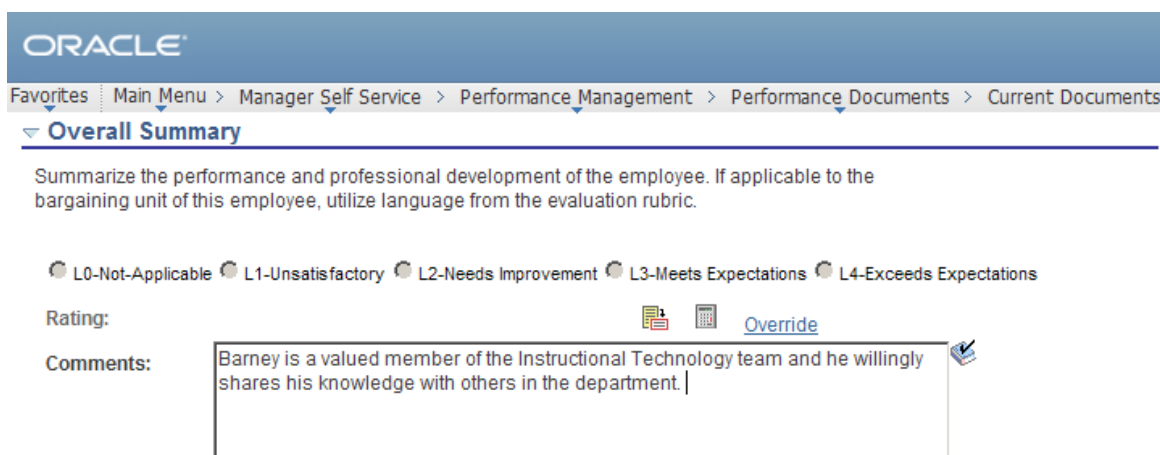 ORACLE
Favorites Main Menu > Manager Self Service > Performance Management > Performance Documents > Current Documents
Overall Summary
Summarize the performance and professional development of the employee. If applicable to the
bargaining unit of this employee, utilize language from the evaluation rubric.
L0-Not-Applicable L1-Unsatisfactory L2-Needs Improvement L3-Meets Expectations L4-Exceeds Expectations
Rating: Override
Comments: Barney is a valued member of the Instructional Technology team and he willingly
shares his knowledge with others in the department.